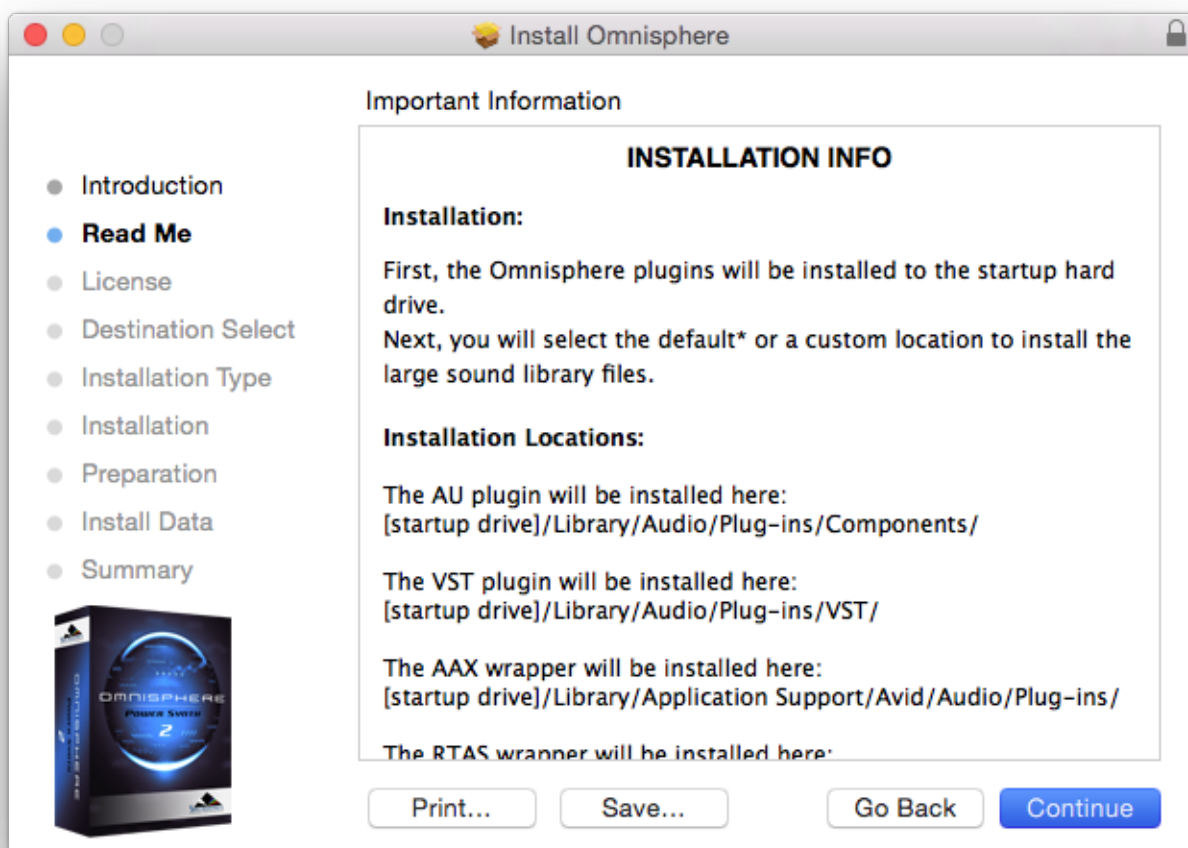 Install Omnisphere
Important Information
Introduction
Read Me
License
Destination Select
Installation Type
Installation
Preparation
Install Data
Summary
INSTALLATION INFO
Installation:
First, the Omnisphere plugins will be installed to the startup hard
drive.
Next, you will select the default* or a custom location to install the
large sound library files.
Installation Locations:
The AU plugin will be installed here:
[startup drive]/Library/Audio/Plug-ins/Components/
The VST plugin will be installed here:
[startup drive]/Library/Audio/Plug-ins/VST/
The AAX wrapper will be installed here:
[startup drive]/Library/Application Support/Avid/Audio/Plug-ins/
The RTAS wrapper will be installed here:
OMNISPHERE
POWER SYNTH
2
OMNISPHERE
2
Print...
Save...
Go Back
Continue